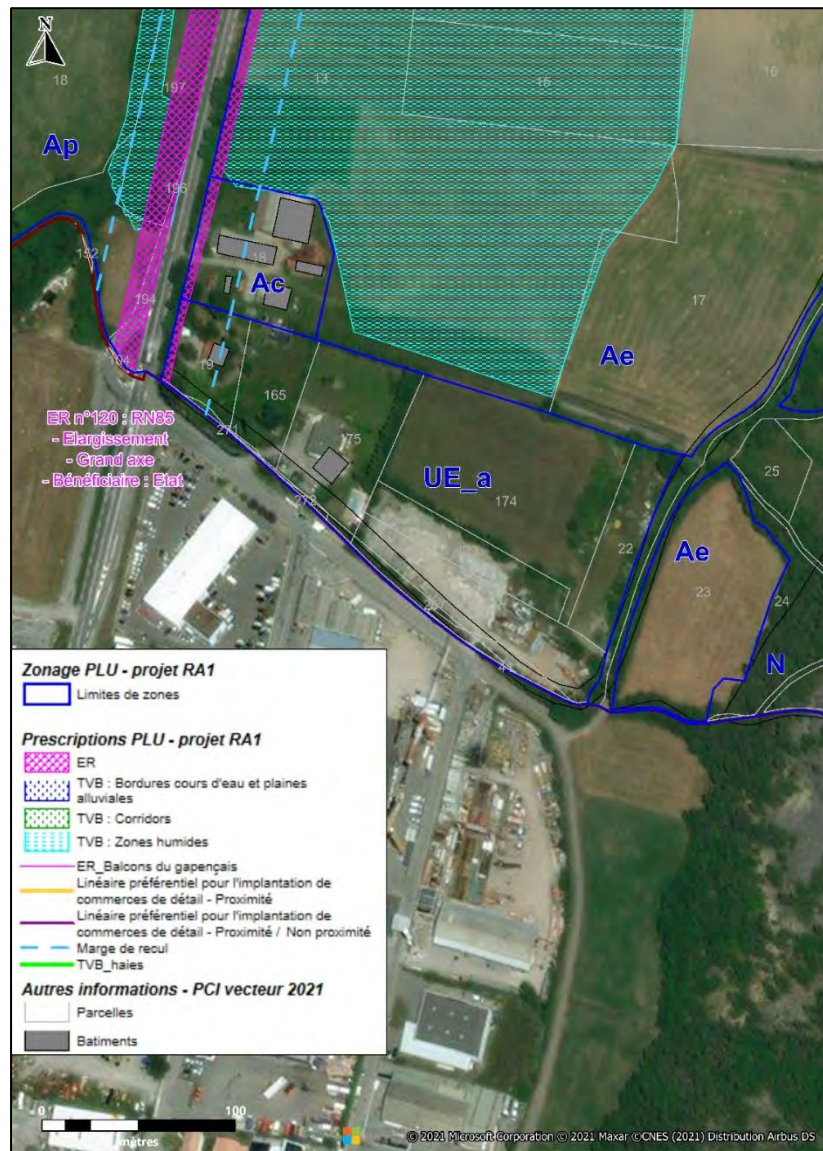 N
18
197
13
15
16
Ap
196
152
18
Ac
17
194
Ae
104
19
165
ER n°120 : RN85
- Elargissement
- Grand axe
- Bénéficiaire : Etat
271
175
UE_a
174
25
272
22
Ae
23
24
N
Zonage PLU - projet RA1
Limites de zones
Prescriptions PLU - projet RA1
ER
TVB : Bordures cours d'eau et plaines
alluviales
TVB : Corridors
TVB : Zones humides
ER_Balcons du gapençais
Linéaire préférentiel pour l'implantation de
commerces de détail - Proximité
Linéaire préférentiel pour l'implantation de
commerces de détail - Proximité / Non proximité
Marge de recul
TVB_haies
Autres informations - PCI vecteur 2021
Parcelles
Batiments
0 100
mètres
© 2021 Microsoft Corporation © 2021 Maxar ©CNES (2021) Distribution Airbus DS